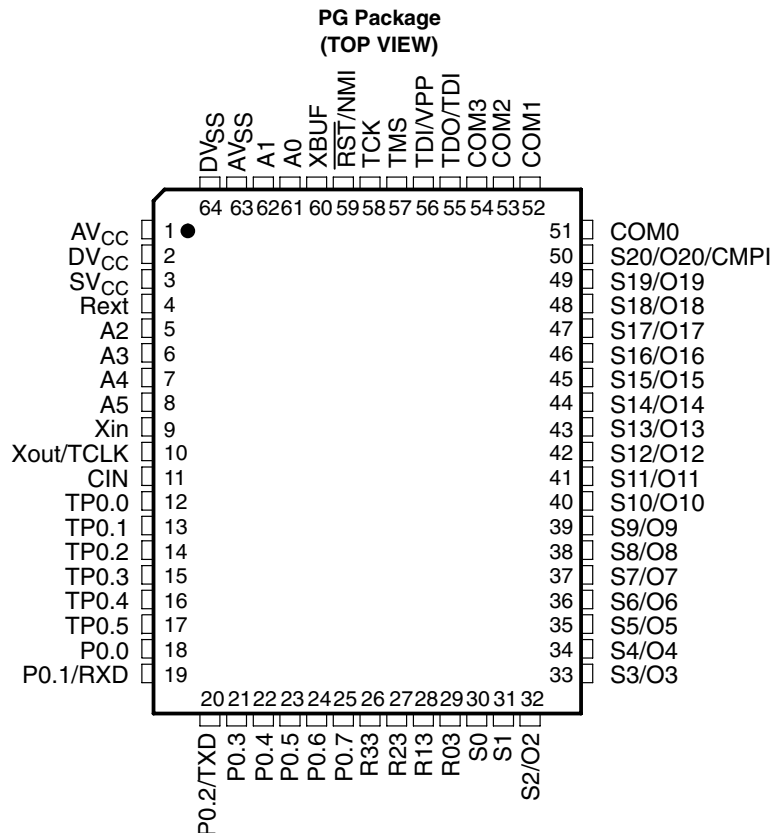 PG Package
(TOP VIEW)
DVSS
AVSS
A1
A0
XBUF
RST/NMI
TCK
TMS
TDI/VPP
TDO/TDI
COM3
COM2
COM1
64 63 62 61 60 59 58 57 56 55 54 53 52
AVCC 1 51 COM0
DVCC 2 50 S20/O20/CMPI
SVCC 3 49 S19/O19
Rext 4 48 S18/O18
A2 5 47 S17/O17
A3 6 46 S16/O16
A4 7 45 S15/O15
A5 8 44 S14/O14
Xin 9 43 S13/O13
Xout/TCLK 10 42 S12/O12
CIN 11 41 S11/O11
TP0.0 12 40 S10/O10
TP0.1 13 39 S9/O9
TP0.2 14 38 S8/O8
TP0.3 15 37 S7/O7
TP0.4 16 36 S6/O6
TP0.5 17 35 S5/O5
P0.0 18 34 S4/O4
P0.1/RXD 19 33 S3/O3
20 21 22 23 24 25 26 27 28 29 30 31 32
P0.2/TXD
P0.3
P0.4
P0.5
P0.6
P0.7
R33
R23
R13
R03
S0
S1
S2/O2